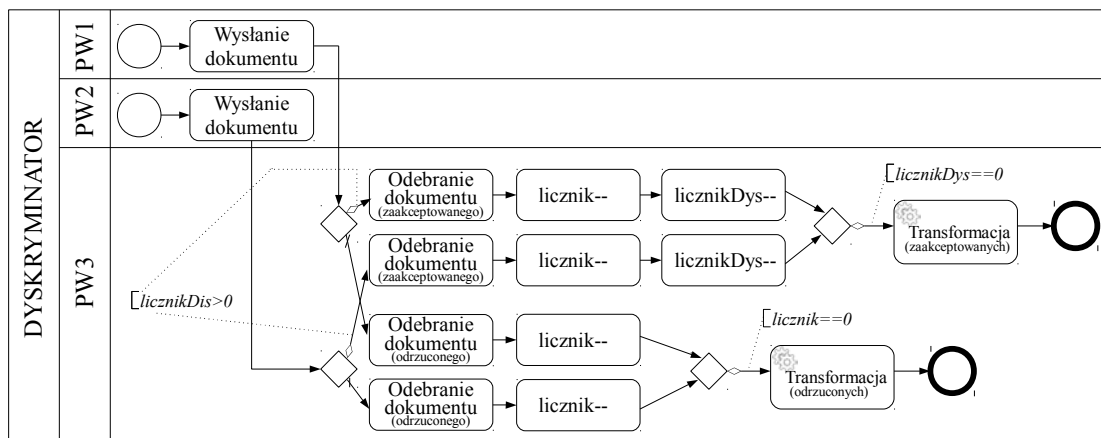 DYSKRYMINATOR
PW1
Wysłanie
dokumentu
PW2
Wysłanie
dokumentu
PW3
Odebranie
dokumentu
(zaakceptowanego)
licznik--
licznikDys--
licznikDys==0
Transformacja
(zaakceptowanych)
Odebranie
dokumentu
(zaakceptowanego)
licznik--
licznikDys--
licznikDis>0
Odebranie
dokumentu
(odrzuconego)
licznik--
licznik==0
Transformacja
(odrzuconych)
Odebranie
dokumentu
(odrzuconego)
licznik--